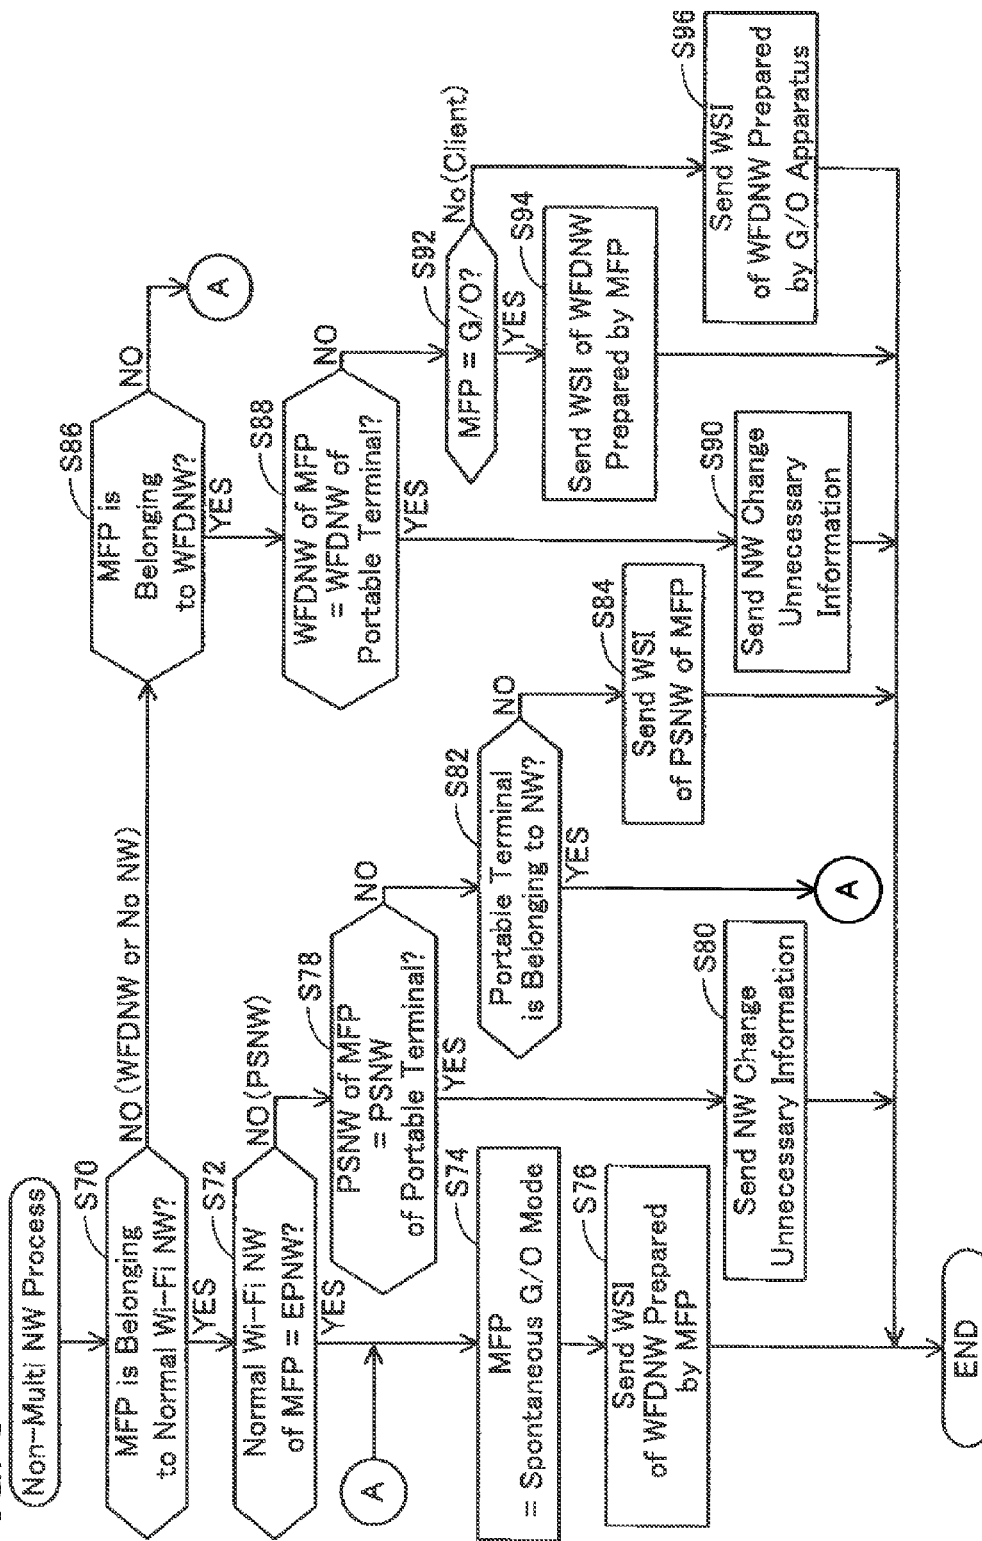 Non-Multi NW Process
S70
MFP is Belonging
to Normal Wi-Fi NW?
NO (WFDNW or No NW)
YES
S72
Normal Wi-Fi NW
of MFP = EPNW?
NO (PSNW)
YES
A
S74
MFP
= Spontaneous G/O Mode
S76
Send WSI
of WFDNW Prepared
by MFP
S78
PSNW of MFP
= PSNW
of Portable Terminal?
NO
YES
S80
Send NW Change
Unnecessary Information
S82
Portable Terminal
is Belonging to NW?
NO
YES
A
S84
Send WSI
of PSNW of MFP
S86
MFP is
Belonging
to WFDNW?
NO
A
YES
S88
WFDNW of MFP
= WFDNW of
Portable Terminal?
NO
YES
S90
Send NW Change
Unnecessary
Information
S92
MFP = G/O?
No (Client)
YES
S94
Send WSI of WFDNW
Prepared by MFP
S96
Send WSI
of WFDNW Prepared
by G/O Apparatus
END